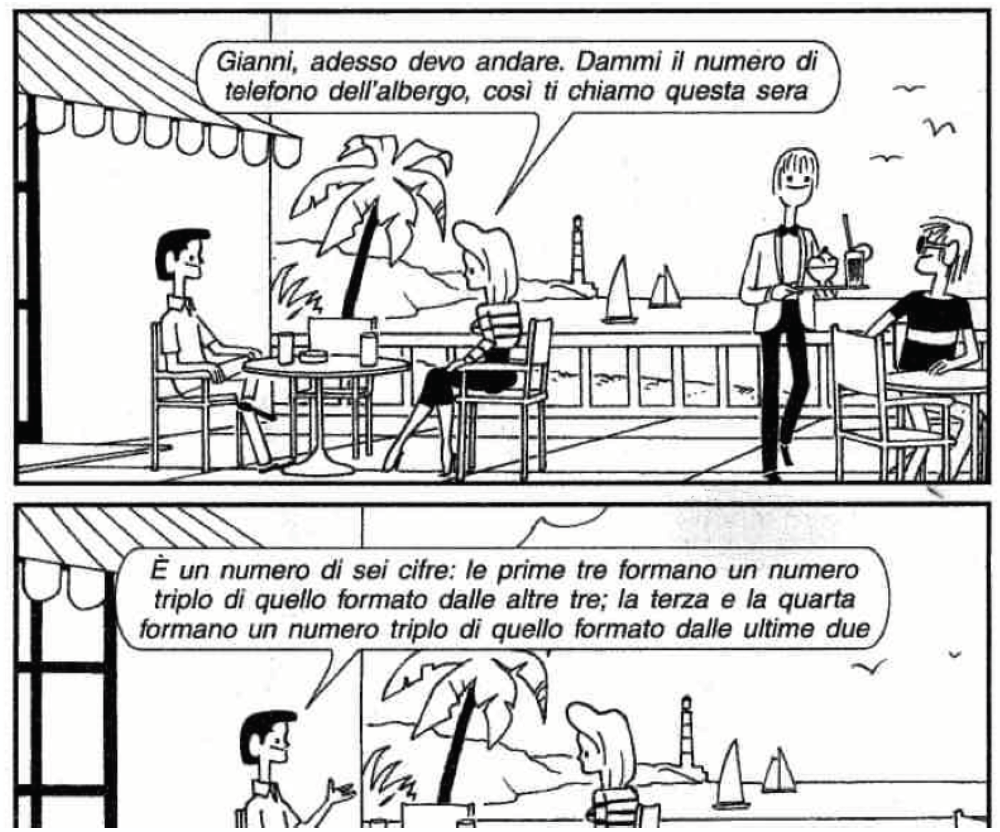 Gianni, adesso devo andare. Dammi il numero di
telefono dell'albergo, così ti chiamo questa sera
È un numero di sei cifre: le prime tre formano un numero
triplo di quello formato dalle altre tre; la terza e la quarta
formano un numero triplo di quello formato dalle ultime due